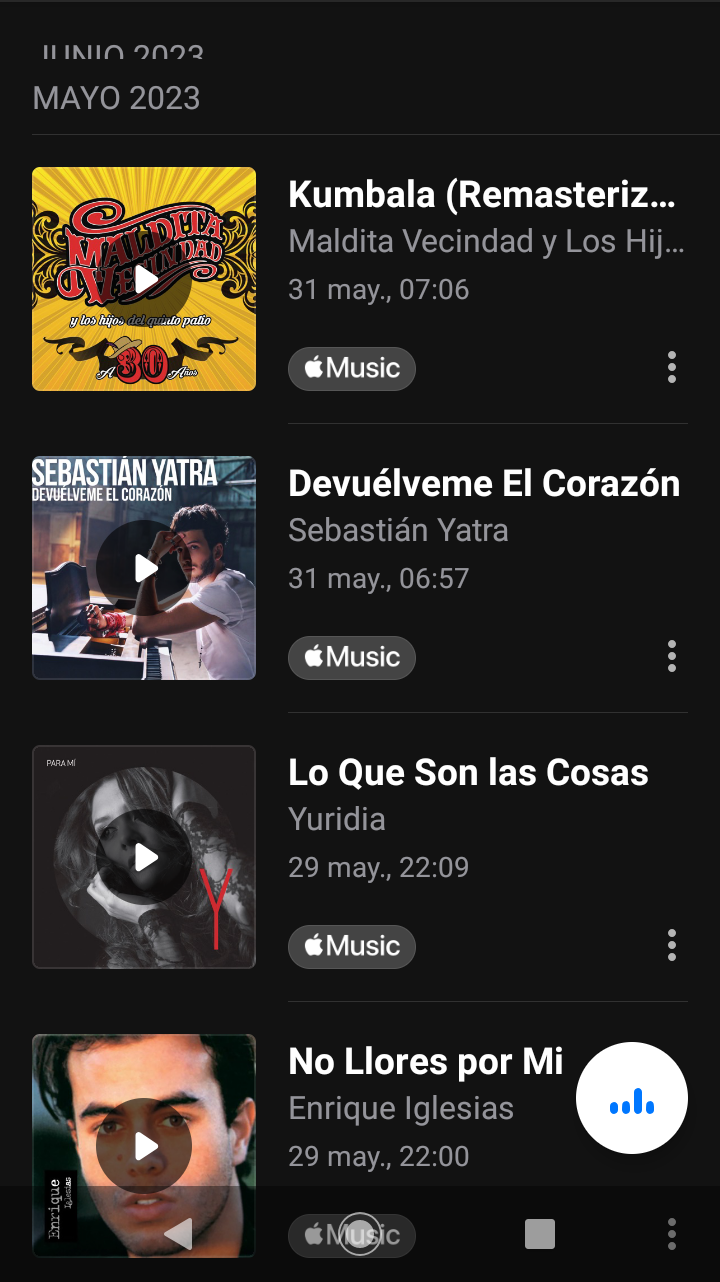 JUNIO 2023
MAYO 2023
MALDITA
VECINDAD
y los hijos del quinto patio
A 30 Años
Kumbala (Remasteriz...
Maldita Vecindad y Los Hij...
31 may., 07:06
Music
SEBASTIÁN YATRA
DEVUÉLVEME EL CORAZÓN
Devuélveme El Corazón
Sebastián Yatra
31 may., 06:57
Music
PARA MÍ
Y
Lo Que Son las Cosas
Yuridia
29 may., 22:09
Music
Enrique
Iglesias
No Llores por Mi
Enrique Iglesias
29 may., 22:00
Music